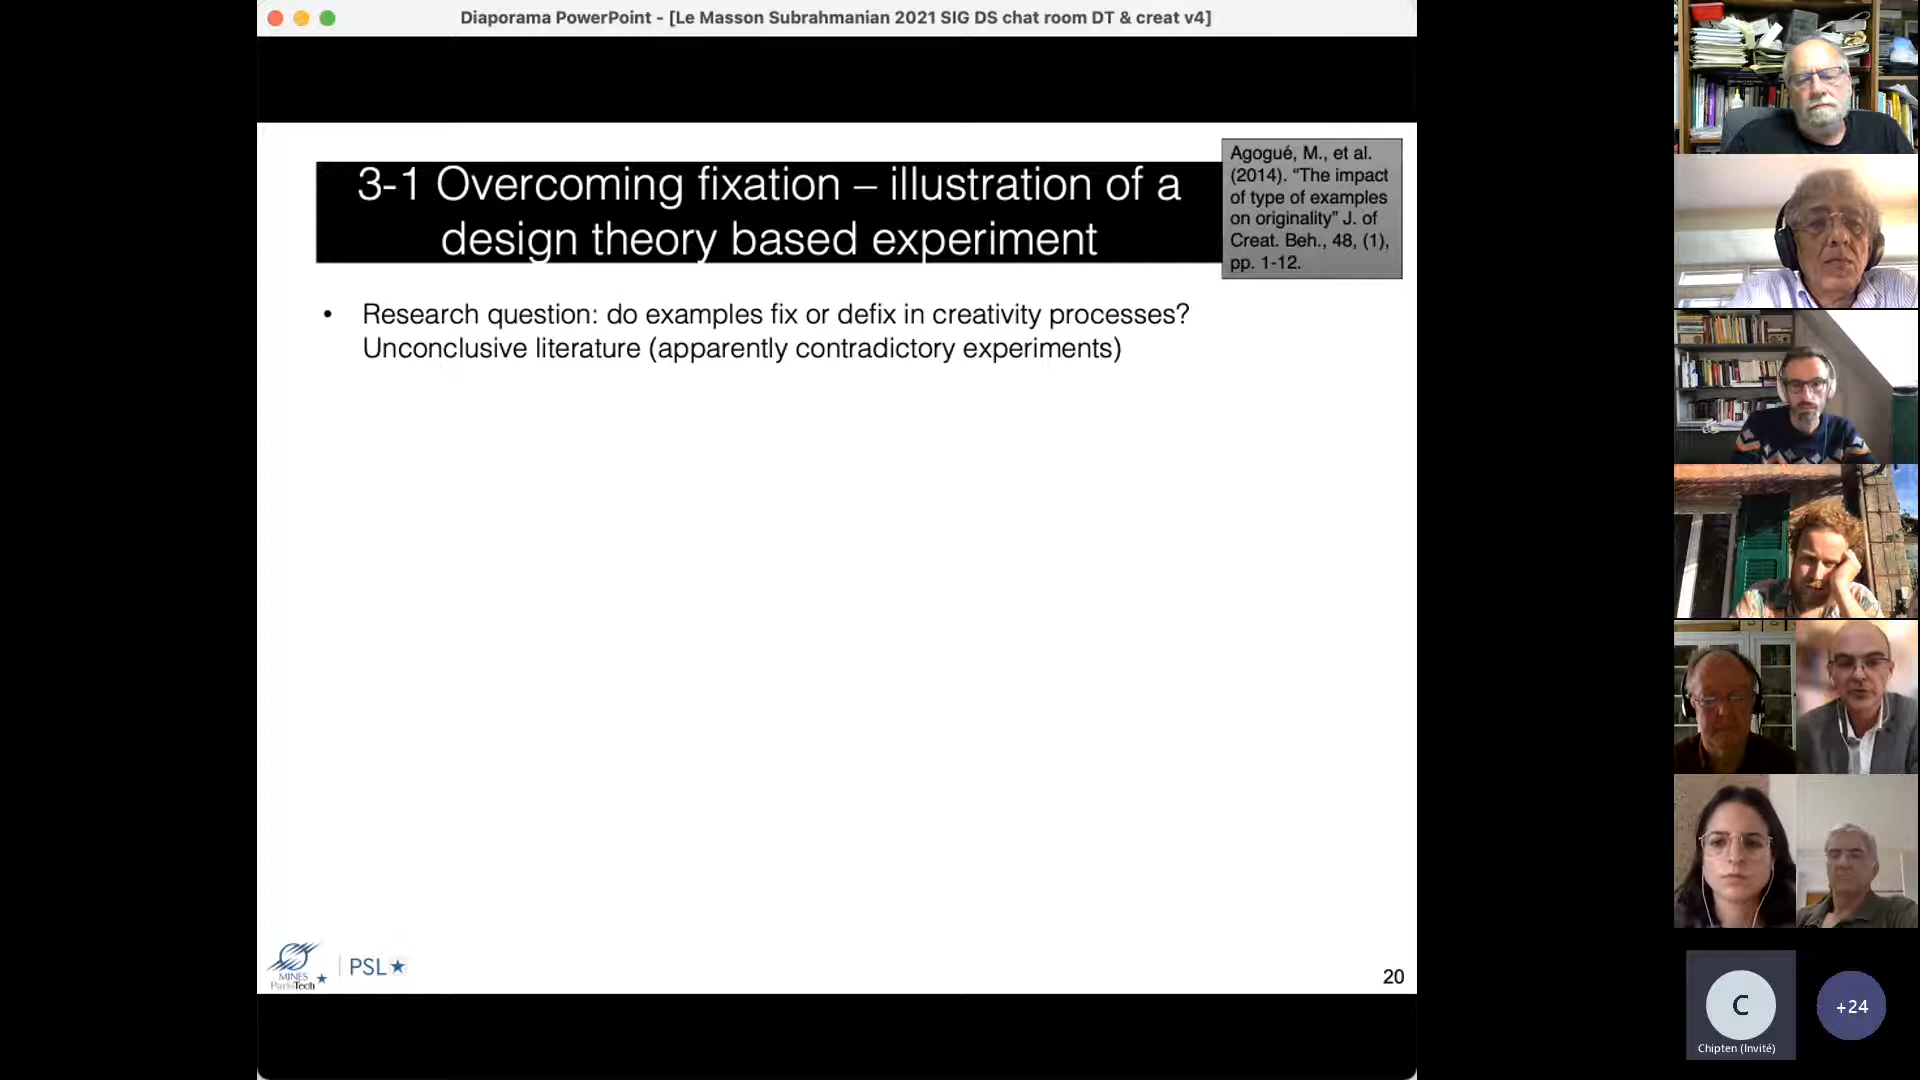 Diaporama PowerPoint - [Le Masson Subrahmanian 2021 SIG DS chat room DT & creat v4]
3-1 Overcoming fixation – illustration of a
design theory based experiment
Agogué, M., et al.
(2014). “The impact
of type of examples
on originality” J. of
Creat. Beh., 48, (1),
pp. 1-12.
• Research question: do examples fix or defix in creativity processes?
Unconclusive literature (apparently contradictory experiments)
MINES
ParisTech
PSL
20
C
Chipten (Invité)
+24